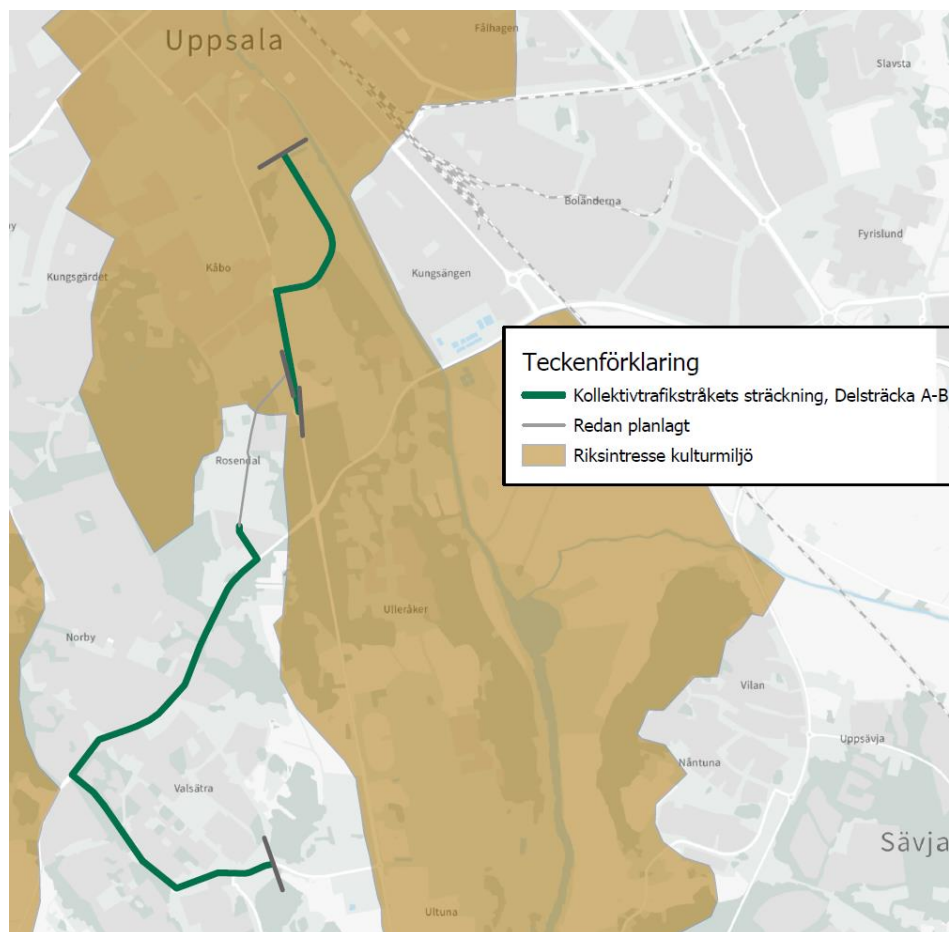 Uppsala
Fålhagen
Slavsta
Boländerna
Fyrislund
Kungsgärdet
Kåbo
Kungsängen
Teckenförklaring
Kollektivtrafikstråkets sträckning, Delsträcka A-B
Redan planlagt
Riksintresse kulturmiljö
Rosendal
Ulleråker
Norby
Vilan
Uppsävja
Nåntuna
Valsätra
Sävja
Ultuna